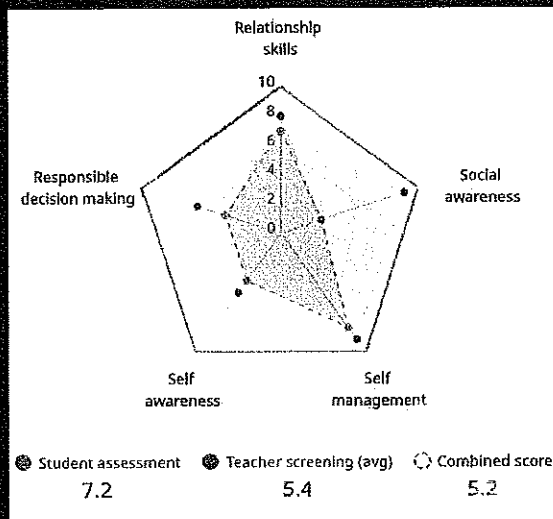 Relationship
skills
10
8
6
4
2
0
Responsible
decision making
Social
awareness
Self
awareness
Self
management
Student assessment
7.2
Teacher screening (avg)
5.4
Combined score
5.2